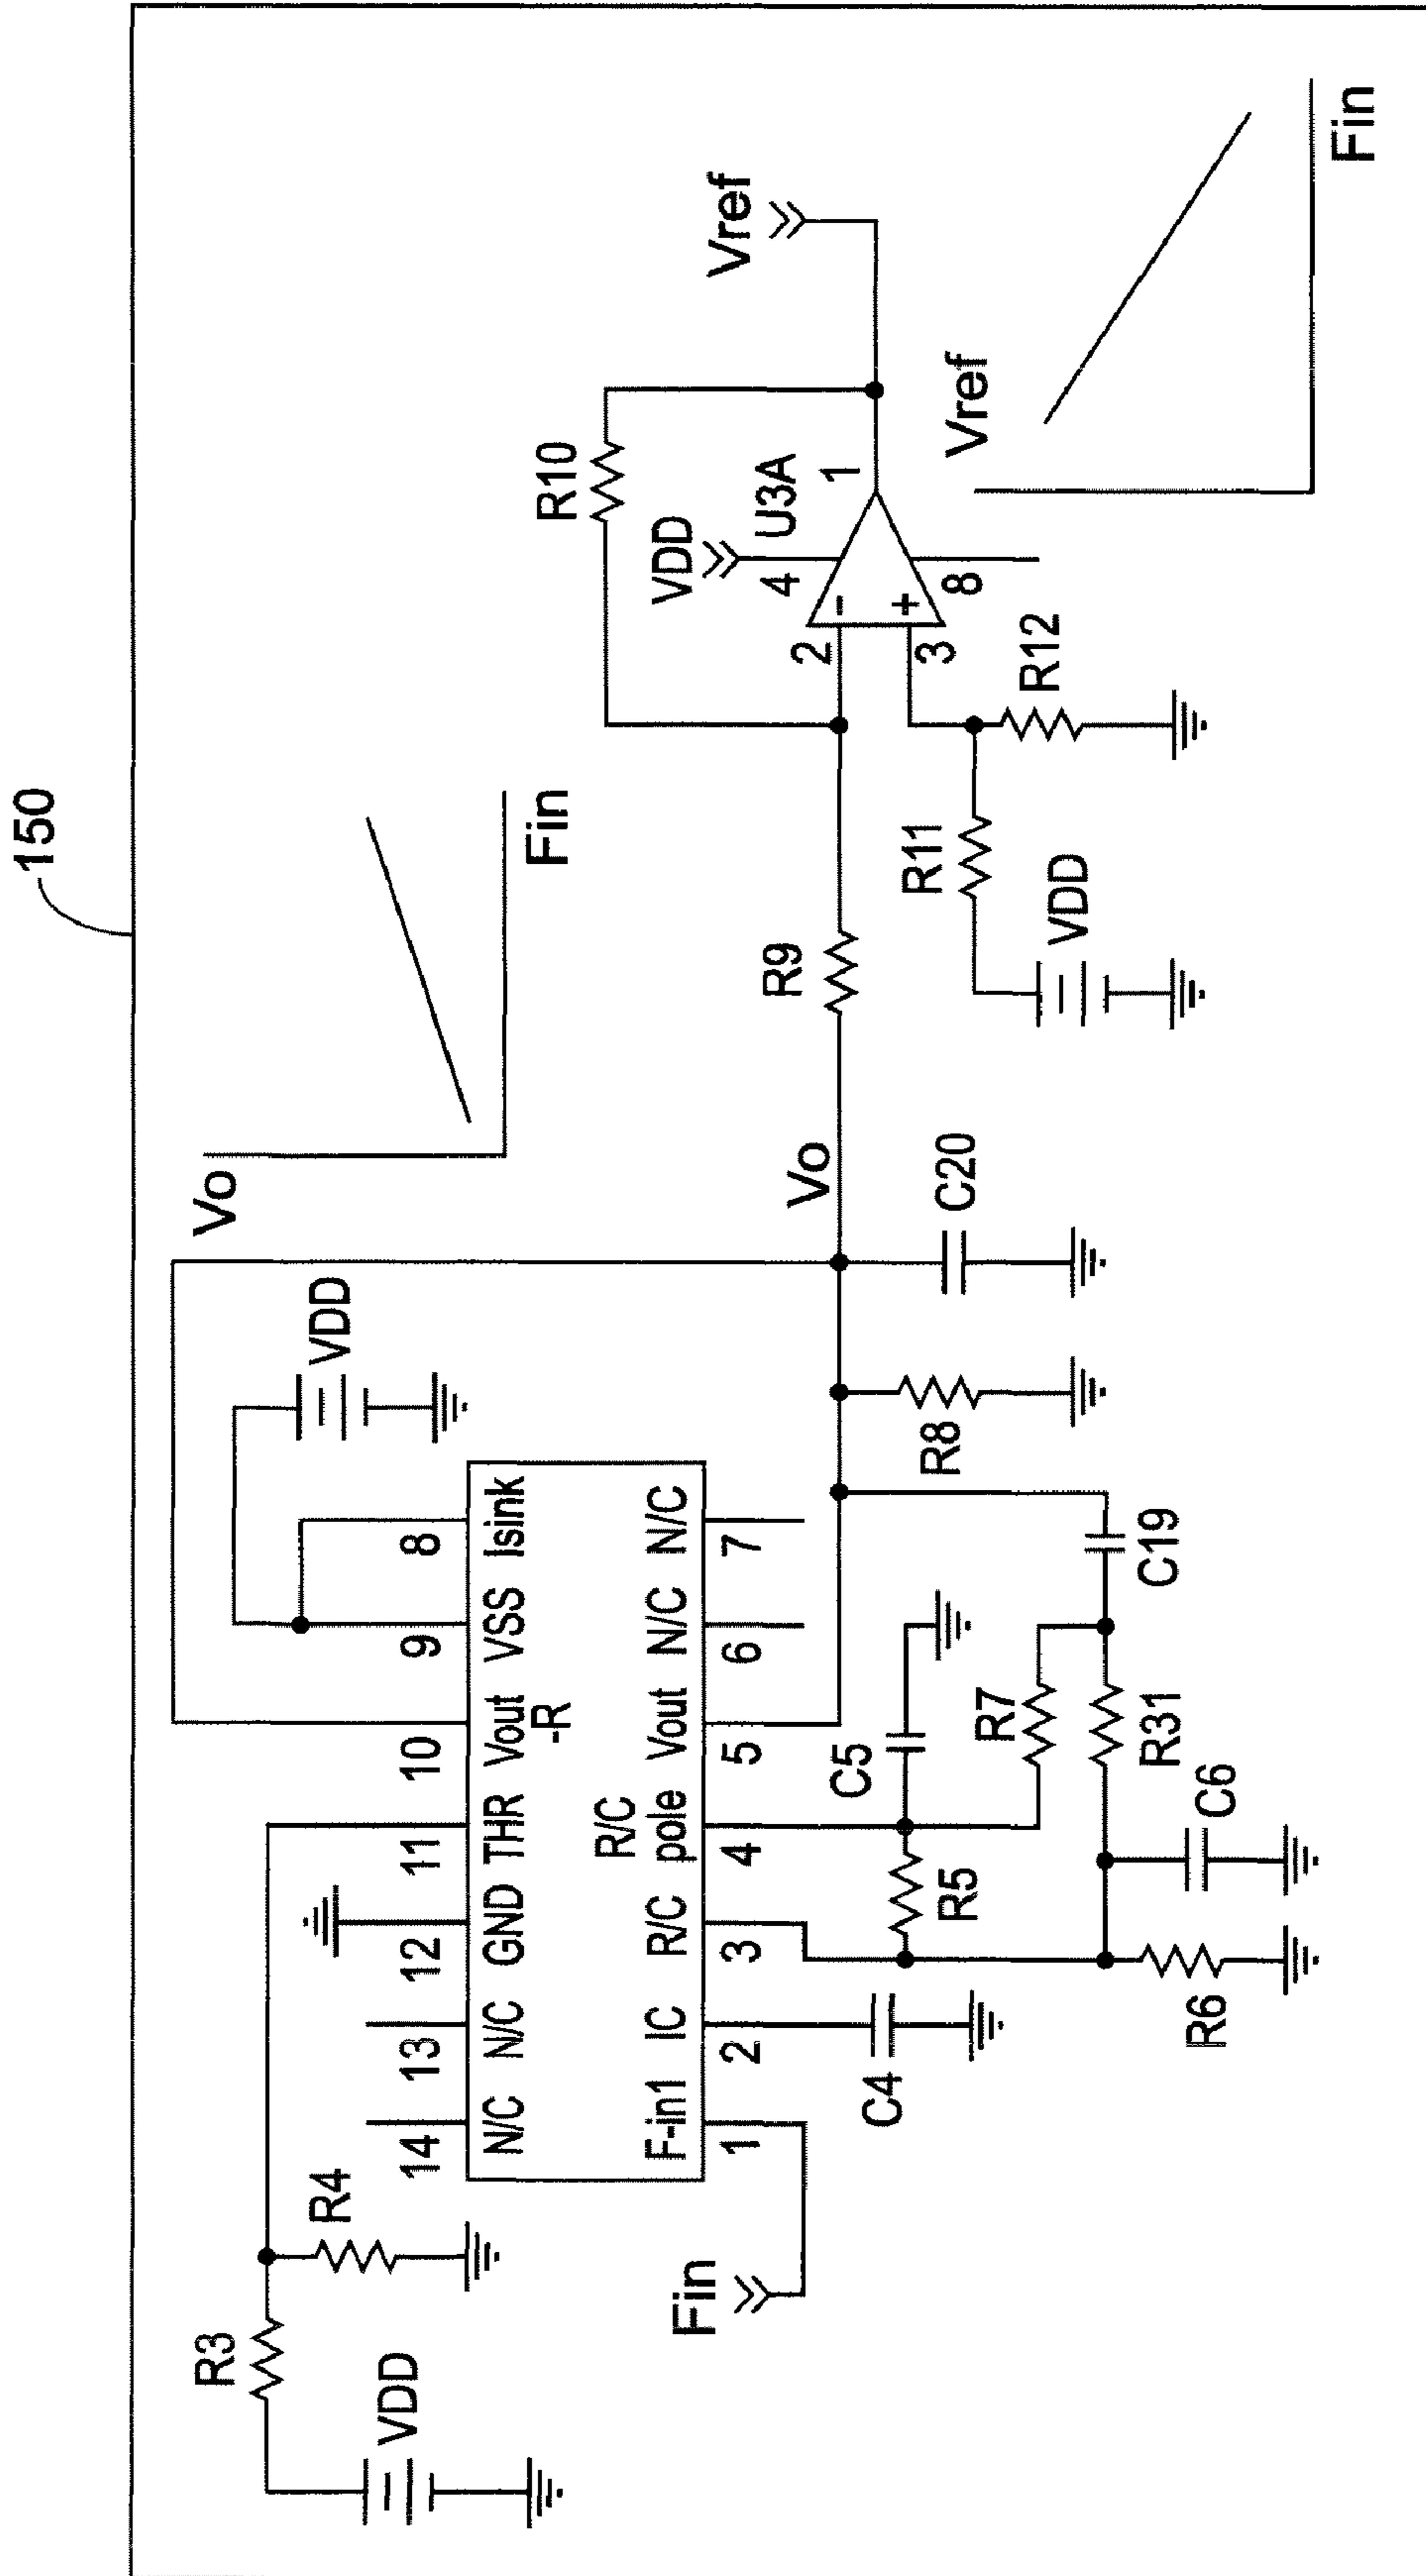 150
Vo
Fin
VDD
R3
R4
VDD
14 13 12 11 10 9 8
N/C N/C GND THR Vout VSS Isink
-R
R/C
F-in1 IC R/C pole Vout N/C N/C
1 2 3 4 5 6 7
Fin
C4
R5
C5
R7
R31
C19
C6
R6
R8
C20
Vo
R9
R10
VDD
4
U3A
2
-
1
3
+
8
R11
R12
VDD
Vref
Vref
Fin